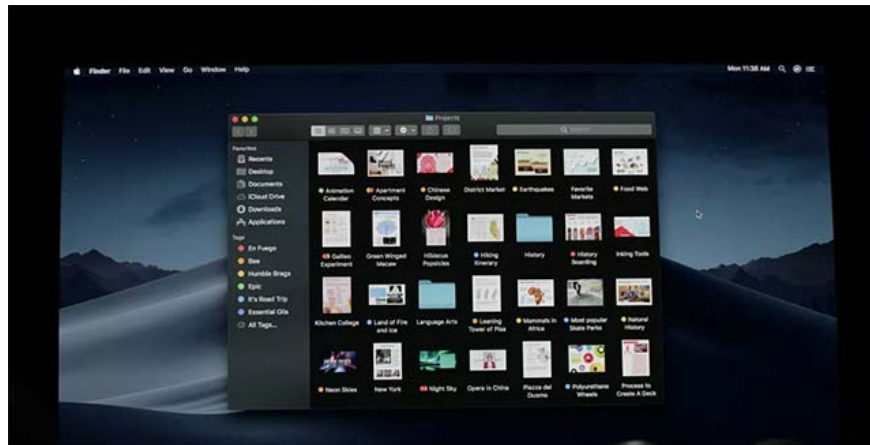 Finder File Edit View Go Window Help
Mon 11:38 AM
Projects
Search
Favorites
Recents
Desktop
Documents
iCloud Drive
Downloads
Applications
Tags
En Fuego
Bae
Humble Brags
Epic
It's Road Trip
Essential Oils
All Tags...
Animation
Calendar
Apartment
Concepts
Chinese
Design
District Market
Earthquakes
Favorite
Markets
Food Web
Galileo
Experiment
Green Winged
Macaw
Hibiscus
Popsicles
Hiking
Itinerary
History
History
Boarding
Inking Tools
Kitchen College
Land of Fire
and Ice
Language Arts
Leaning
Tower of Pisa
Mammals in
Africa
Most popular
Skate Parks
Natural
History
Neon Skies
New York
Night Sky
Opera in China
Piazza del
Duomo
Polyurethane
Wheels
Process to
Create A Deck